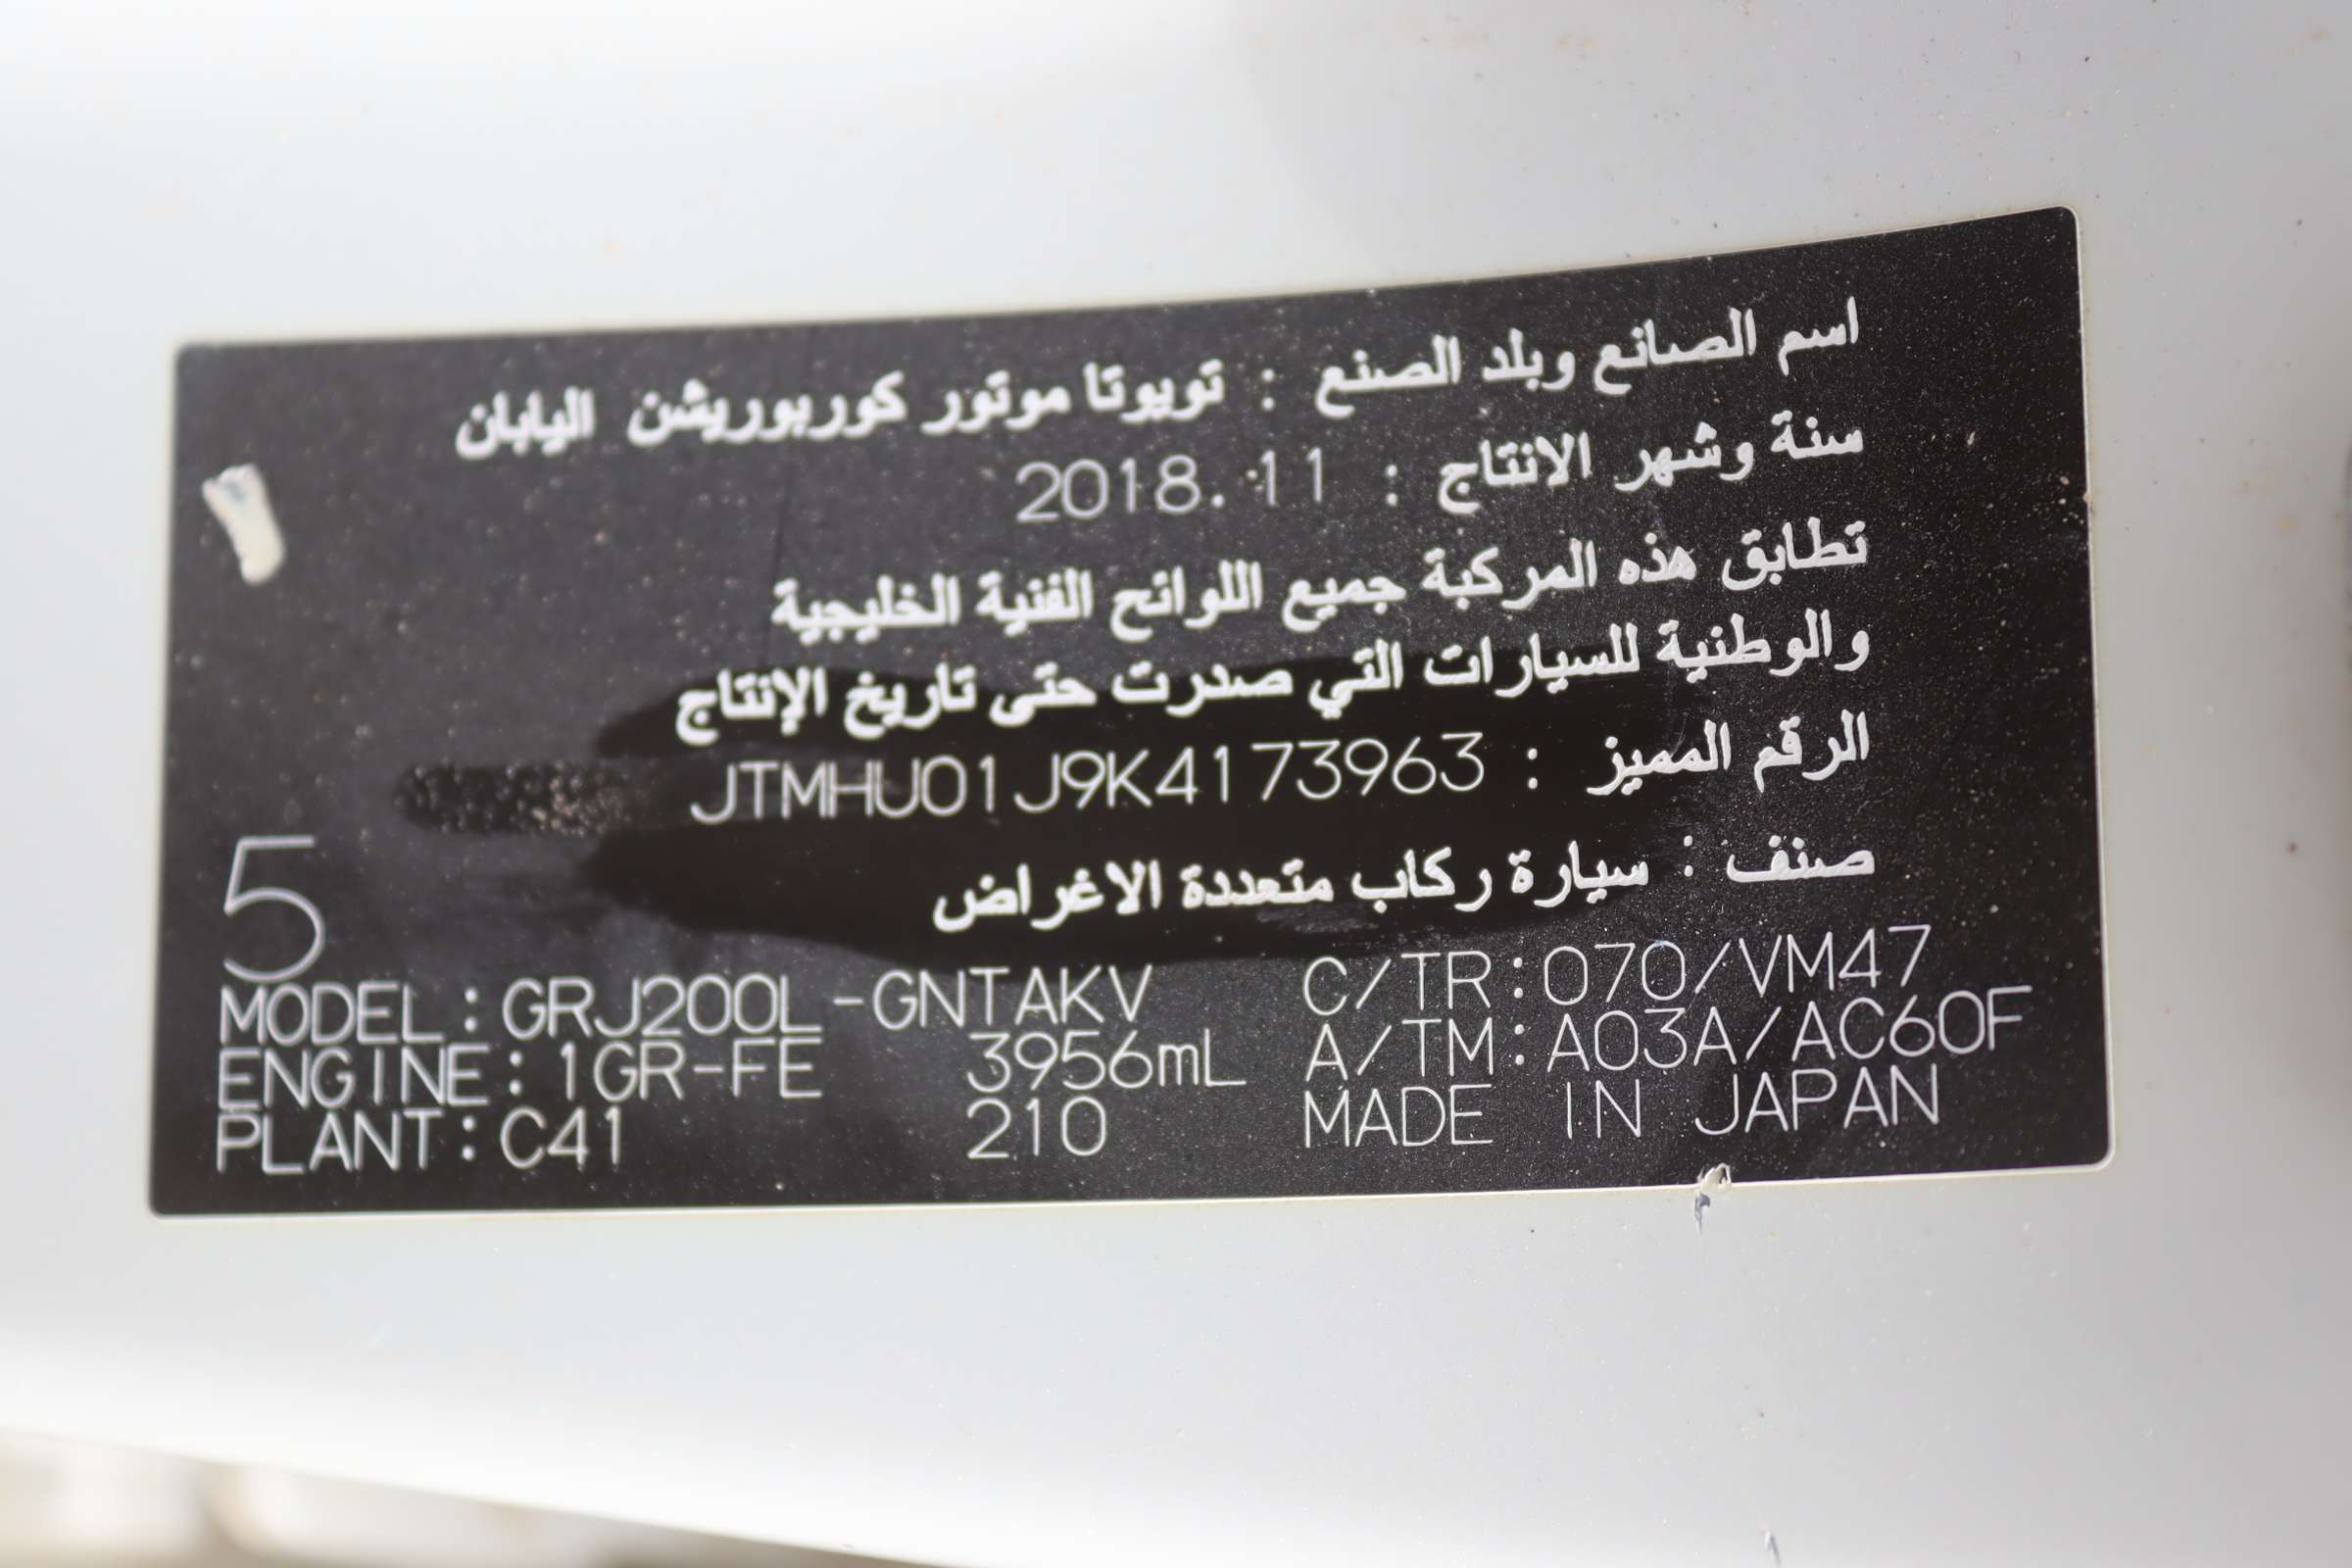 اسم الصانع وبلد الصنع : تويوتا موتور كوربوريشن اليابان
سنة وشهر الانتاج : 2018.11
تطابق هذه المركبة جميع اللوائح الفنية الخليجية
والوطنية للسيارات التي صدرت حتى تاريخ الإنتاج
الرقم المميز : JTMHU01J9K4173963
صنف : سيارة ركاب متعددة الاغراض
5
MODEL:GRJ200L-GNTAKV C/TR:070/VM47
ENGINE:1GR-FE 3956mL A/TM:A03A/AC60F
PLANT:C41 210 MADE IN JAPAN